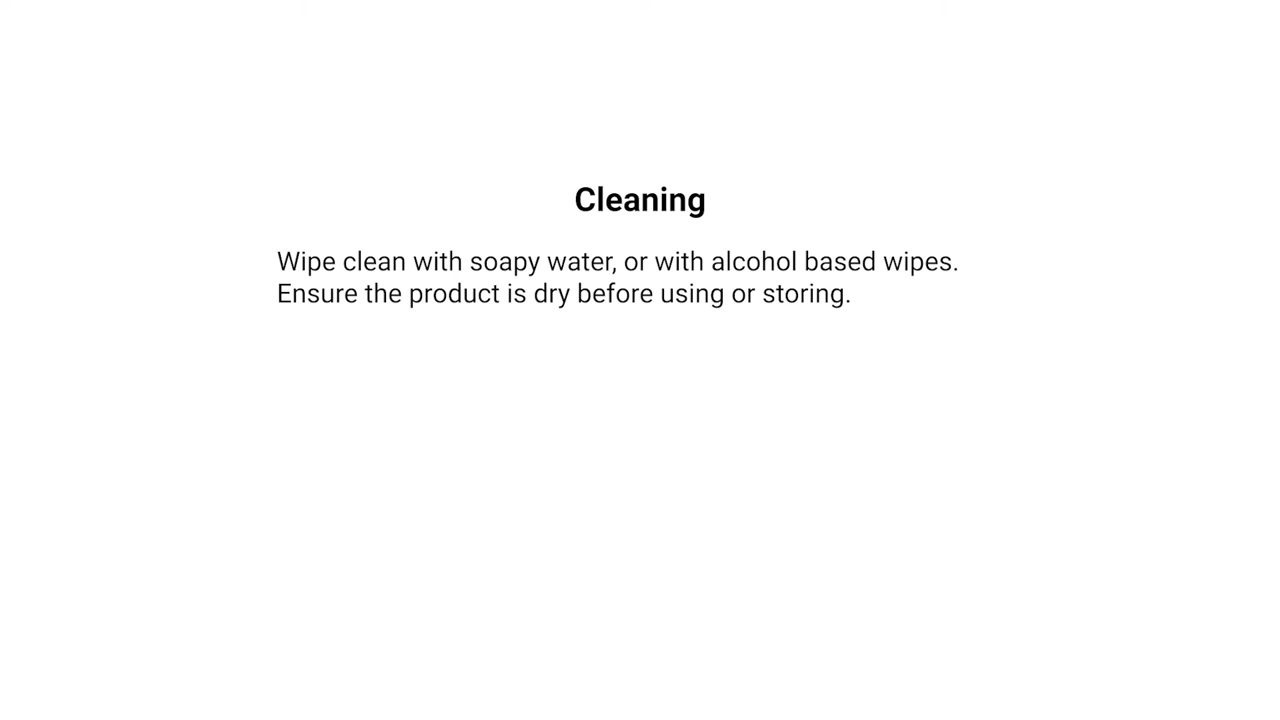 Cleaning
Wipe clean with soapy water, or with alcohol based wipes.
Ensure the product is dry before using or storing.